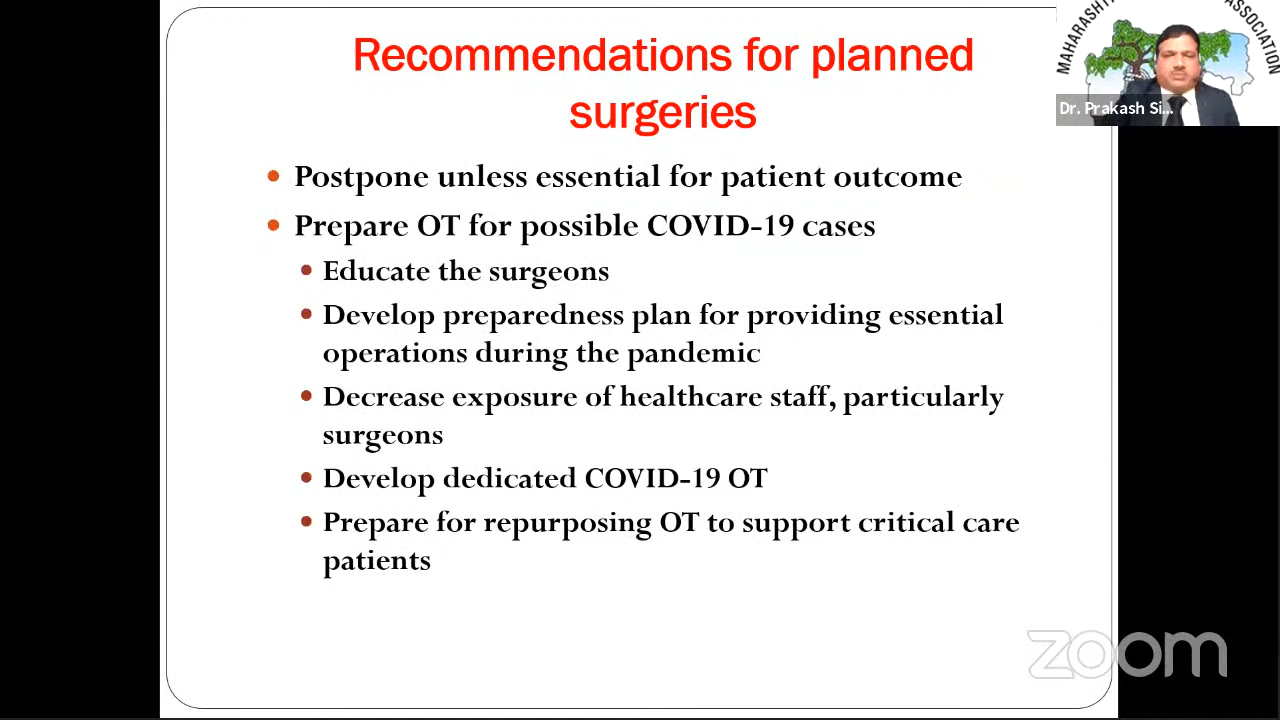 Recommendations for planned
surgeries
• Postpone unless essential for patient outcome
• Prepare OT for possible COVID-19 cases
• Educate the surgeons
• Develop preparedness plan for providing essential
operations during the pandemic
• Decrease exposure of healthcare staff, particularly
surgeons
• Develop dedicated COVID-19 OT
• Prepare for repurposing OT to support critical care
patients
ASSOCIATION
Dr. Prakash Si...
zoom